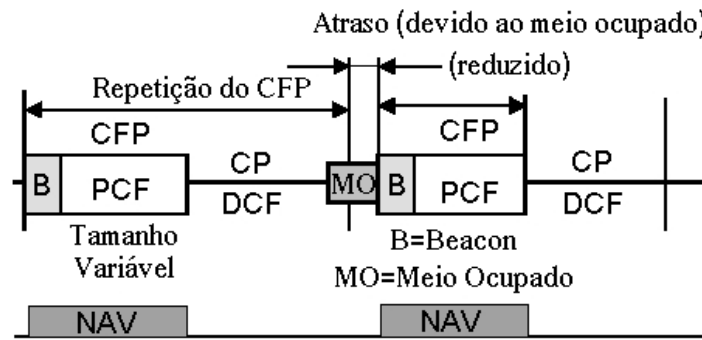 Atraso (devido ao meio ocupado)
(reduzido)
Repetição do CFP
CFP
CFP
B
PCF
CP
DCF
MO
B
PCF
CP
DCF
Tamanho
Variável
B=Beacon
MO=Meio Ocupado
NAV
NAV